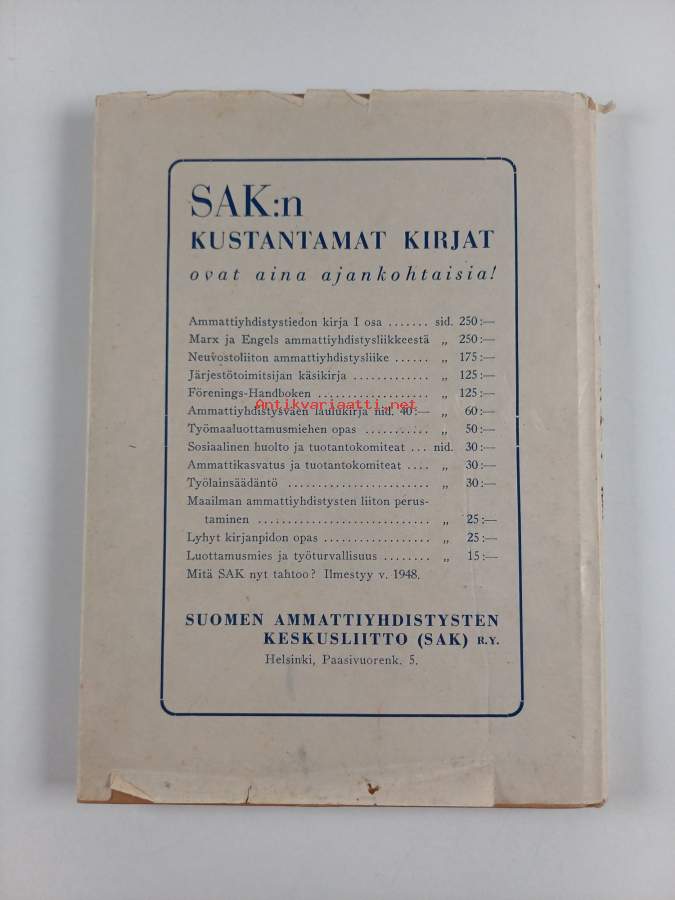 SAK:n
KUSTANTAMAT KIRJAT
ovat aina ajankohtaisia!
Ammattiyhdistystiedon kirja I osa ....... sid. 250:—
Marx ja Engels ammattiyhdistysliikkeestä „ 250:—
Neuvostoliiton ammattiyhdistysliike ...... „ 175:—
Järjestötoimitsijan käsikirja ............. „ 125:—
Förenings-Handboken ................... „ 125:—
Antikvariaatti.net
Ammattiyhdistysväen laulukirja nid. 40:— „ 60:—
Työmaaluottamusmiehen opas ........... „ 50:—
Sosiaalinen huolto ja tuotantokomiteat ... nid. 30:—
Ammattikasvatus ja tuotantokomiteat .... „ 30:—
Työlainsäädäntö ........................ „ 30:—
Maailman ammattiyhdistysten liiton perus-
taminen ............................. „ 25:—
Lyhyt kirjanpidon opas .................. „ 25:—
Luottamusmies ja työturvallisuus ........ „ 15:—
Mitä SAK nyt tahtoo? Ilmestyy v. 1948.
SUOMEN AMMATTIYHDISTYSTEN
KESKUSLIITTO (SAK) R.Y.
Helsinki, Paasivuorenk. 5.